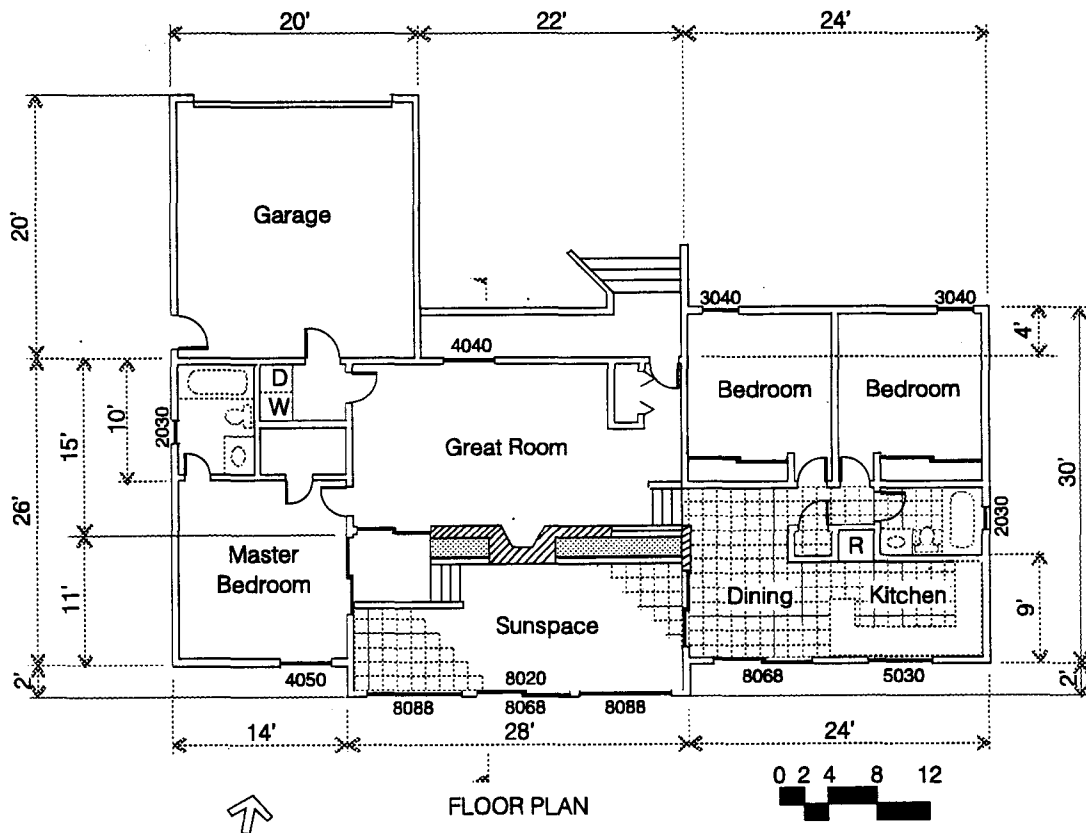 20'
22'
24'
20'
Garage
3040
3040
4'
4040
D
W
Bedroom
Bedroom
2030
10'
15'
26'
Great Room
30'
2030
R
Master
Bedroom
11'
Dining
Kitchen
9'
Sunspace
2'
4050
8020
8088
8068
8088
8068
5030
2'
14'
28'
24'
0 2 4 8 12
FLOOR PLAN